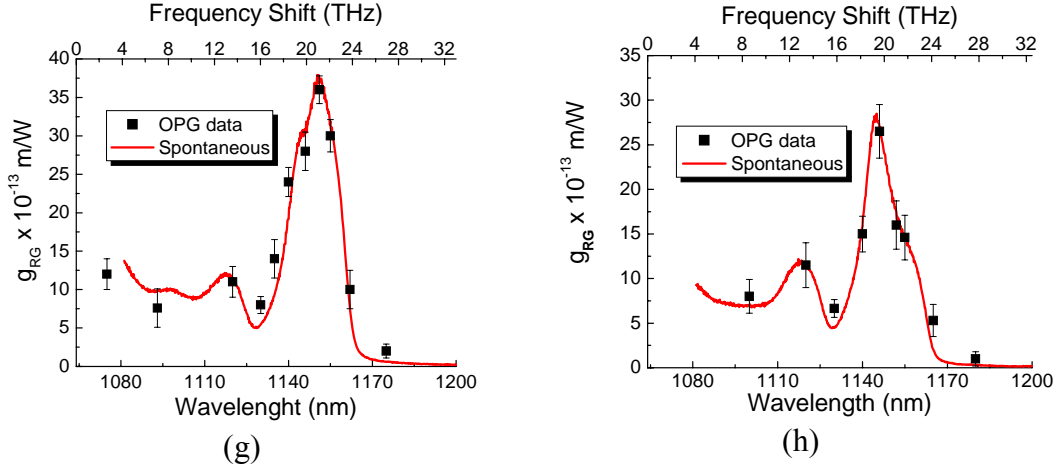 Frequency Shift (THz)
0 4 8 12 16 20 24 28 32
40
35
30
25
20
15
10
5
0
g_RG x 10^-13 m/W
OPG data
Spontaneous
1080 1110 1140 1170 1200
Wavelenght (nm)
(g)
Frequency Shift (THz)
0 4 8 12 16 20 24 28 32
35
30
25
20
15
10
5
0
g_RG x 10^-13 m/W
OPG data
Spontaneous
1080 1110 1140 1170 1200
Wavelength (nm)
(h)